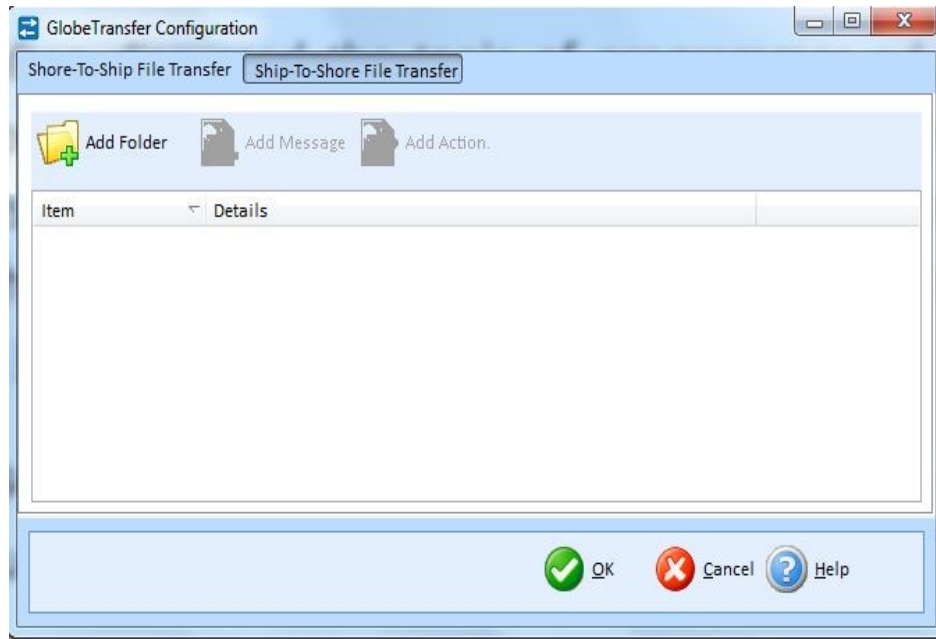 GlobeTransfer Configuration
Shore-To-Ship File Transfer Ship-To-Shore File Transfer
Add Folder Add Message Add Action.
Item Details
OK Cancel Help